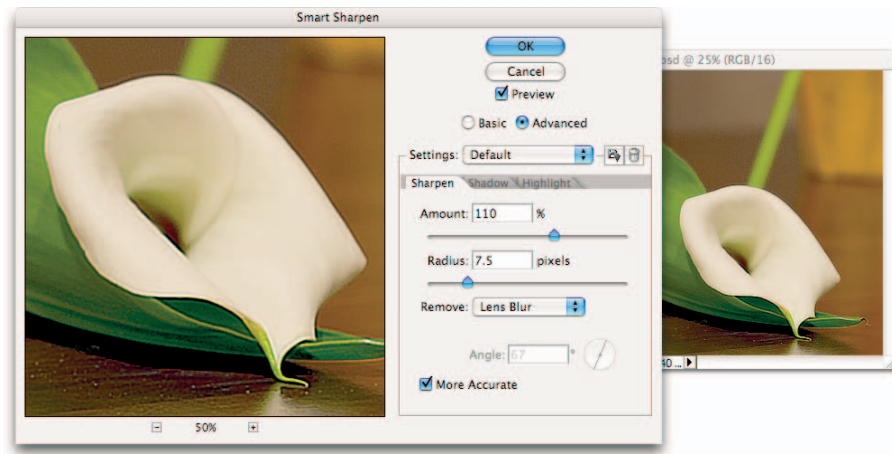 Smart Sharpen
OK
Cancel
Preview
Basic Advanced
Settings: Default
Sharpen Shadow Highlight
Amount: 110 %
Radius: 7.5 pixels
Remove: Lens Blur
Angle: 67 °
More Accurate
50%
@ 25% (RGB/16)
40 ...